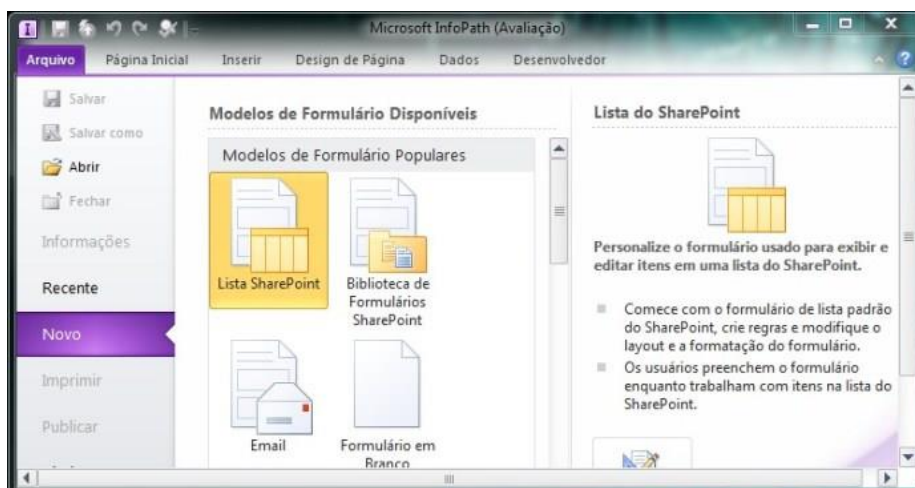 Microsoft InfoPath (Avaliação)
Arquivo Página Inicial Inserir Design de Página Dados Desenvolvedor
Salvar
Salvar como
Abrir
Fechar
Informações
Recente
Novo
Imprimir
Publicar
Modelos de Formulário Disponíveis
Modelos de Formulário Populares
Lista SharePoint
Biblioteca de
Formulários
SharePoint
Email
Formulário em
Branco
Lista do SharePoint
Personalize o formulário usado para exibir e
editar itens em uma lista do SharePoint.
Comece com o formulário de lista padrão
do SharePoint, crie regras e modifique o
layout e a formatação do formulário.
Os usuários preenchem o formulário
enquanto trabalham com itens na lista do
SharePoint.